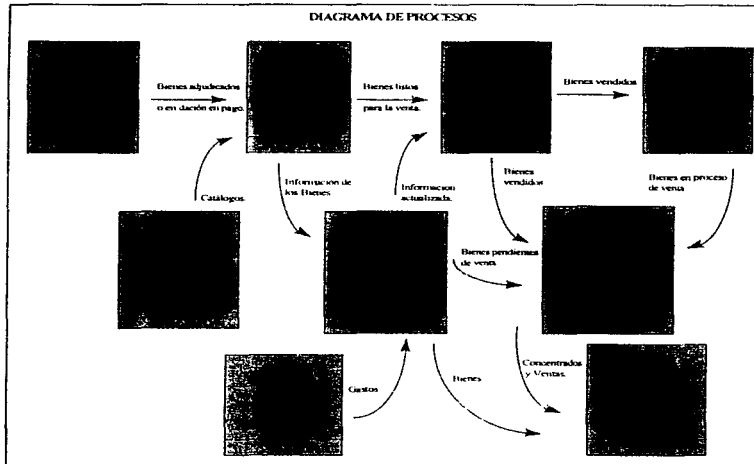 DIAGRAMA DE PROCESOS
Bienes adjudicados
o en dación en pago.
Bienes listos
para la venta.
Bienes vendidos
Catálogos.
Información de
los Bienes
Informacion
actualizada.
Bienes
vendidos
Bienes en proceso
de venta
Bienes pendientes
de venta
Gastos
Bienes
Concentrados
y Ventas.